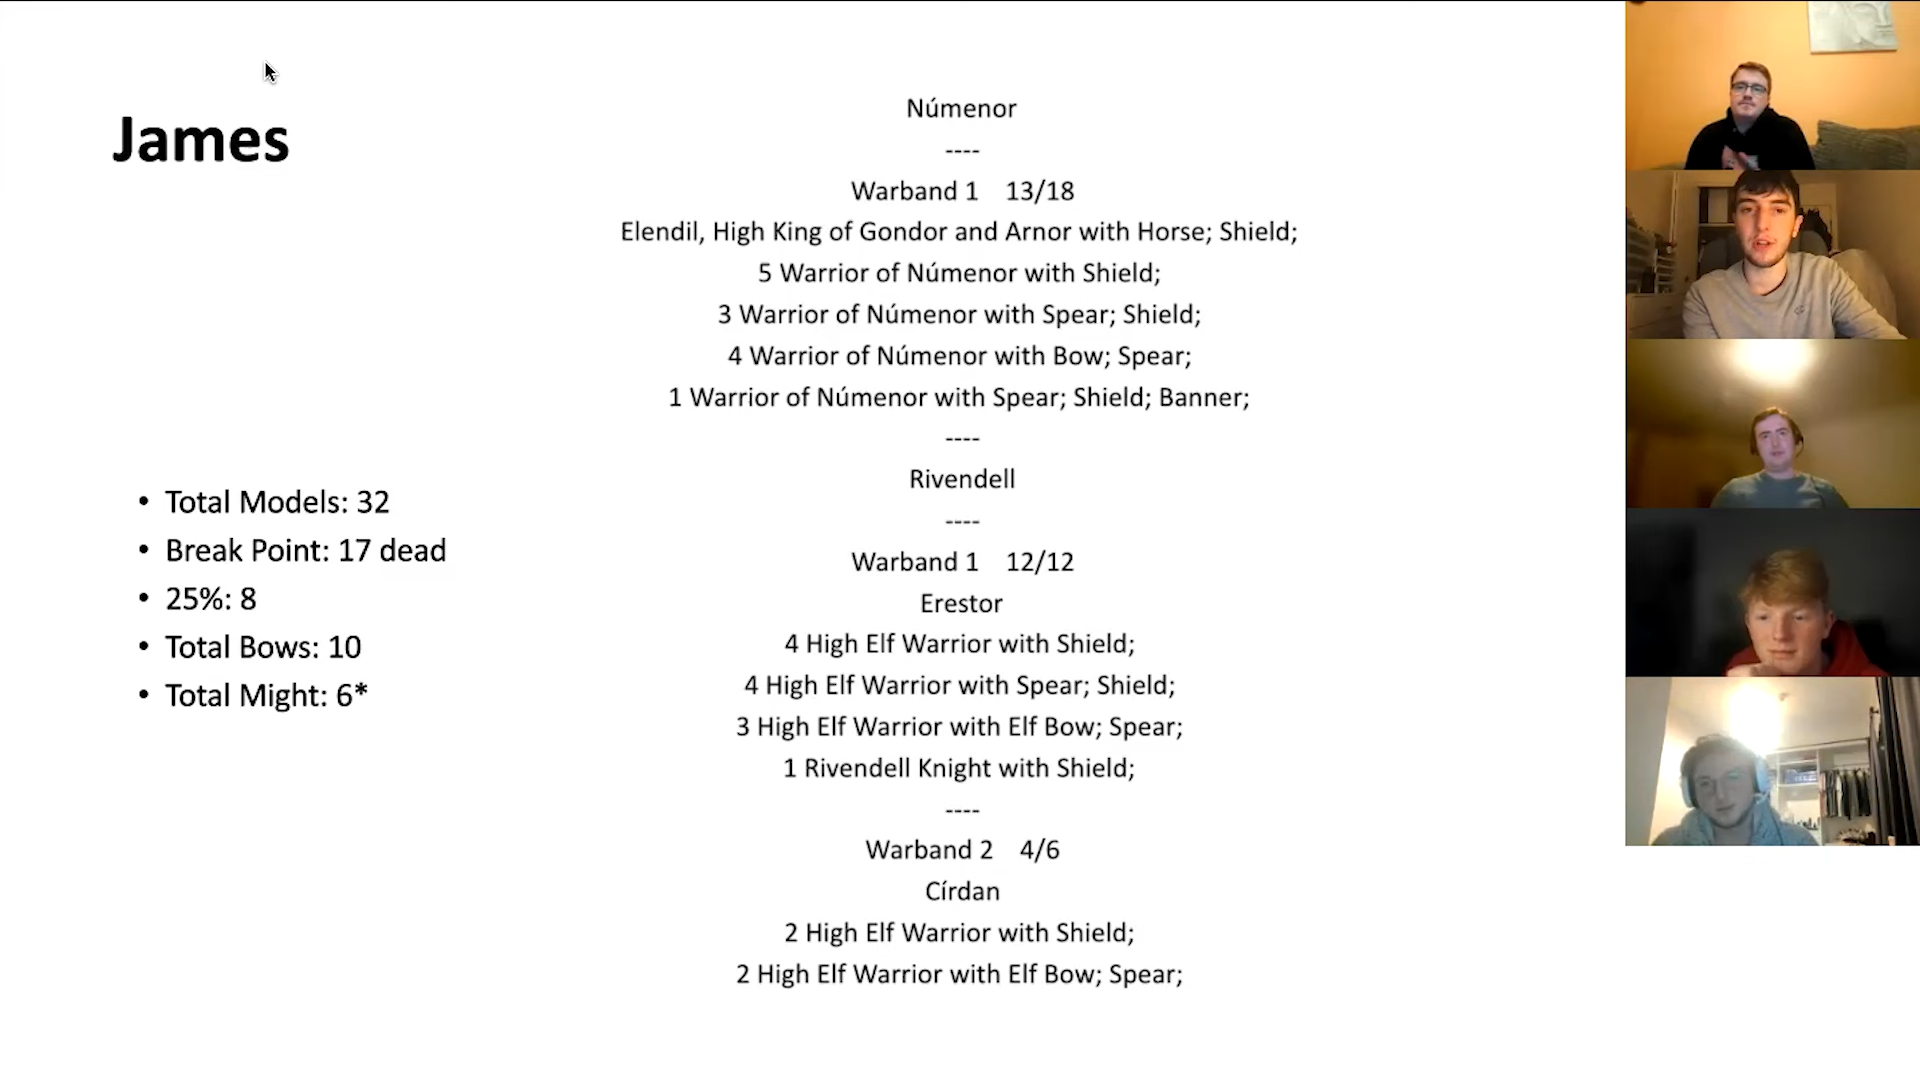 James
• Total Models: 32
• Break Point: 17 dead
• 25%: 8
• Total Bows: 10
• Total Might: 6*
Númenor
----
Warband 1 13/18
Elendil, High King of Gondor and Arnor with Horse; Shield;
5 Warrior of Númenor with Shield;
3 Warrior of Númenor with Spear; Shield;
4 Warrior of Númenor with Bow; Spear;
1 Warrior of Númenor with Spear; Shield; Banner;
----
Rivendell
----
Warband 1 12/12
Erestor
4 High Elf Warrior with Shield;
4 High Elf Warrior with Spear; Shield;
3 High Elf Warrior with Elf Bow; Spear;
1 Rivendell Knight with Shield;
----
Warband 2 4/6
Círdan
2 High Elf Warrior with Shield;
2 High Elf Warrior with Elf Bow; Spear;